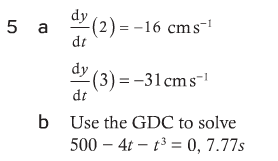 5 a dy/dt (2) = −16 cm s⁻¹
dy/dt (3) = −31 cm s⁻¹
b Use the GDC to solve
500 − 4t − t³ = 0, 7.77s